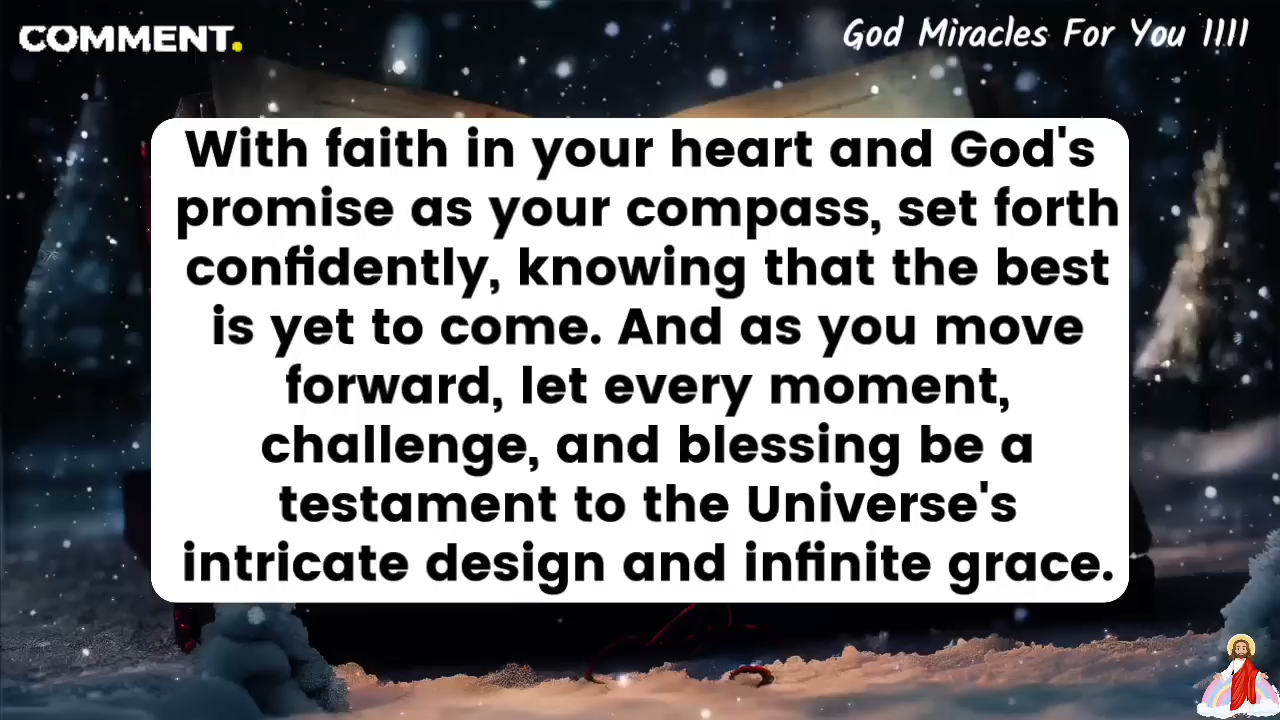 COMMENT.
God Miracles For You 1111
With faith in your heart and God's
promise as your compass, set forth
confidently, knowing that the best
is yet to come. And as you move
forward, let every moment,
challenge, and blessing be a
testament to the Universe's
intricate design and infinite grace.